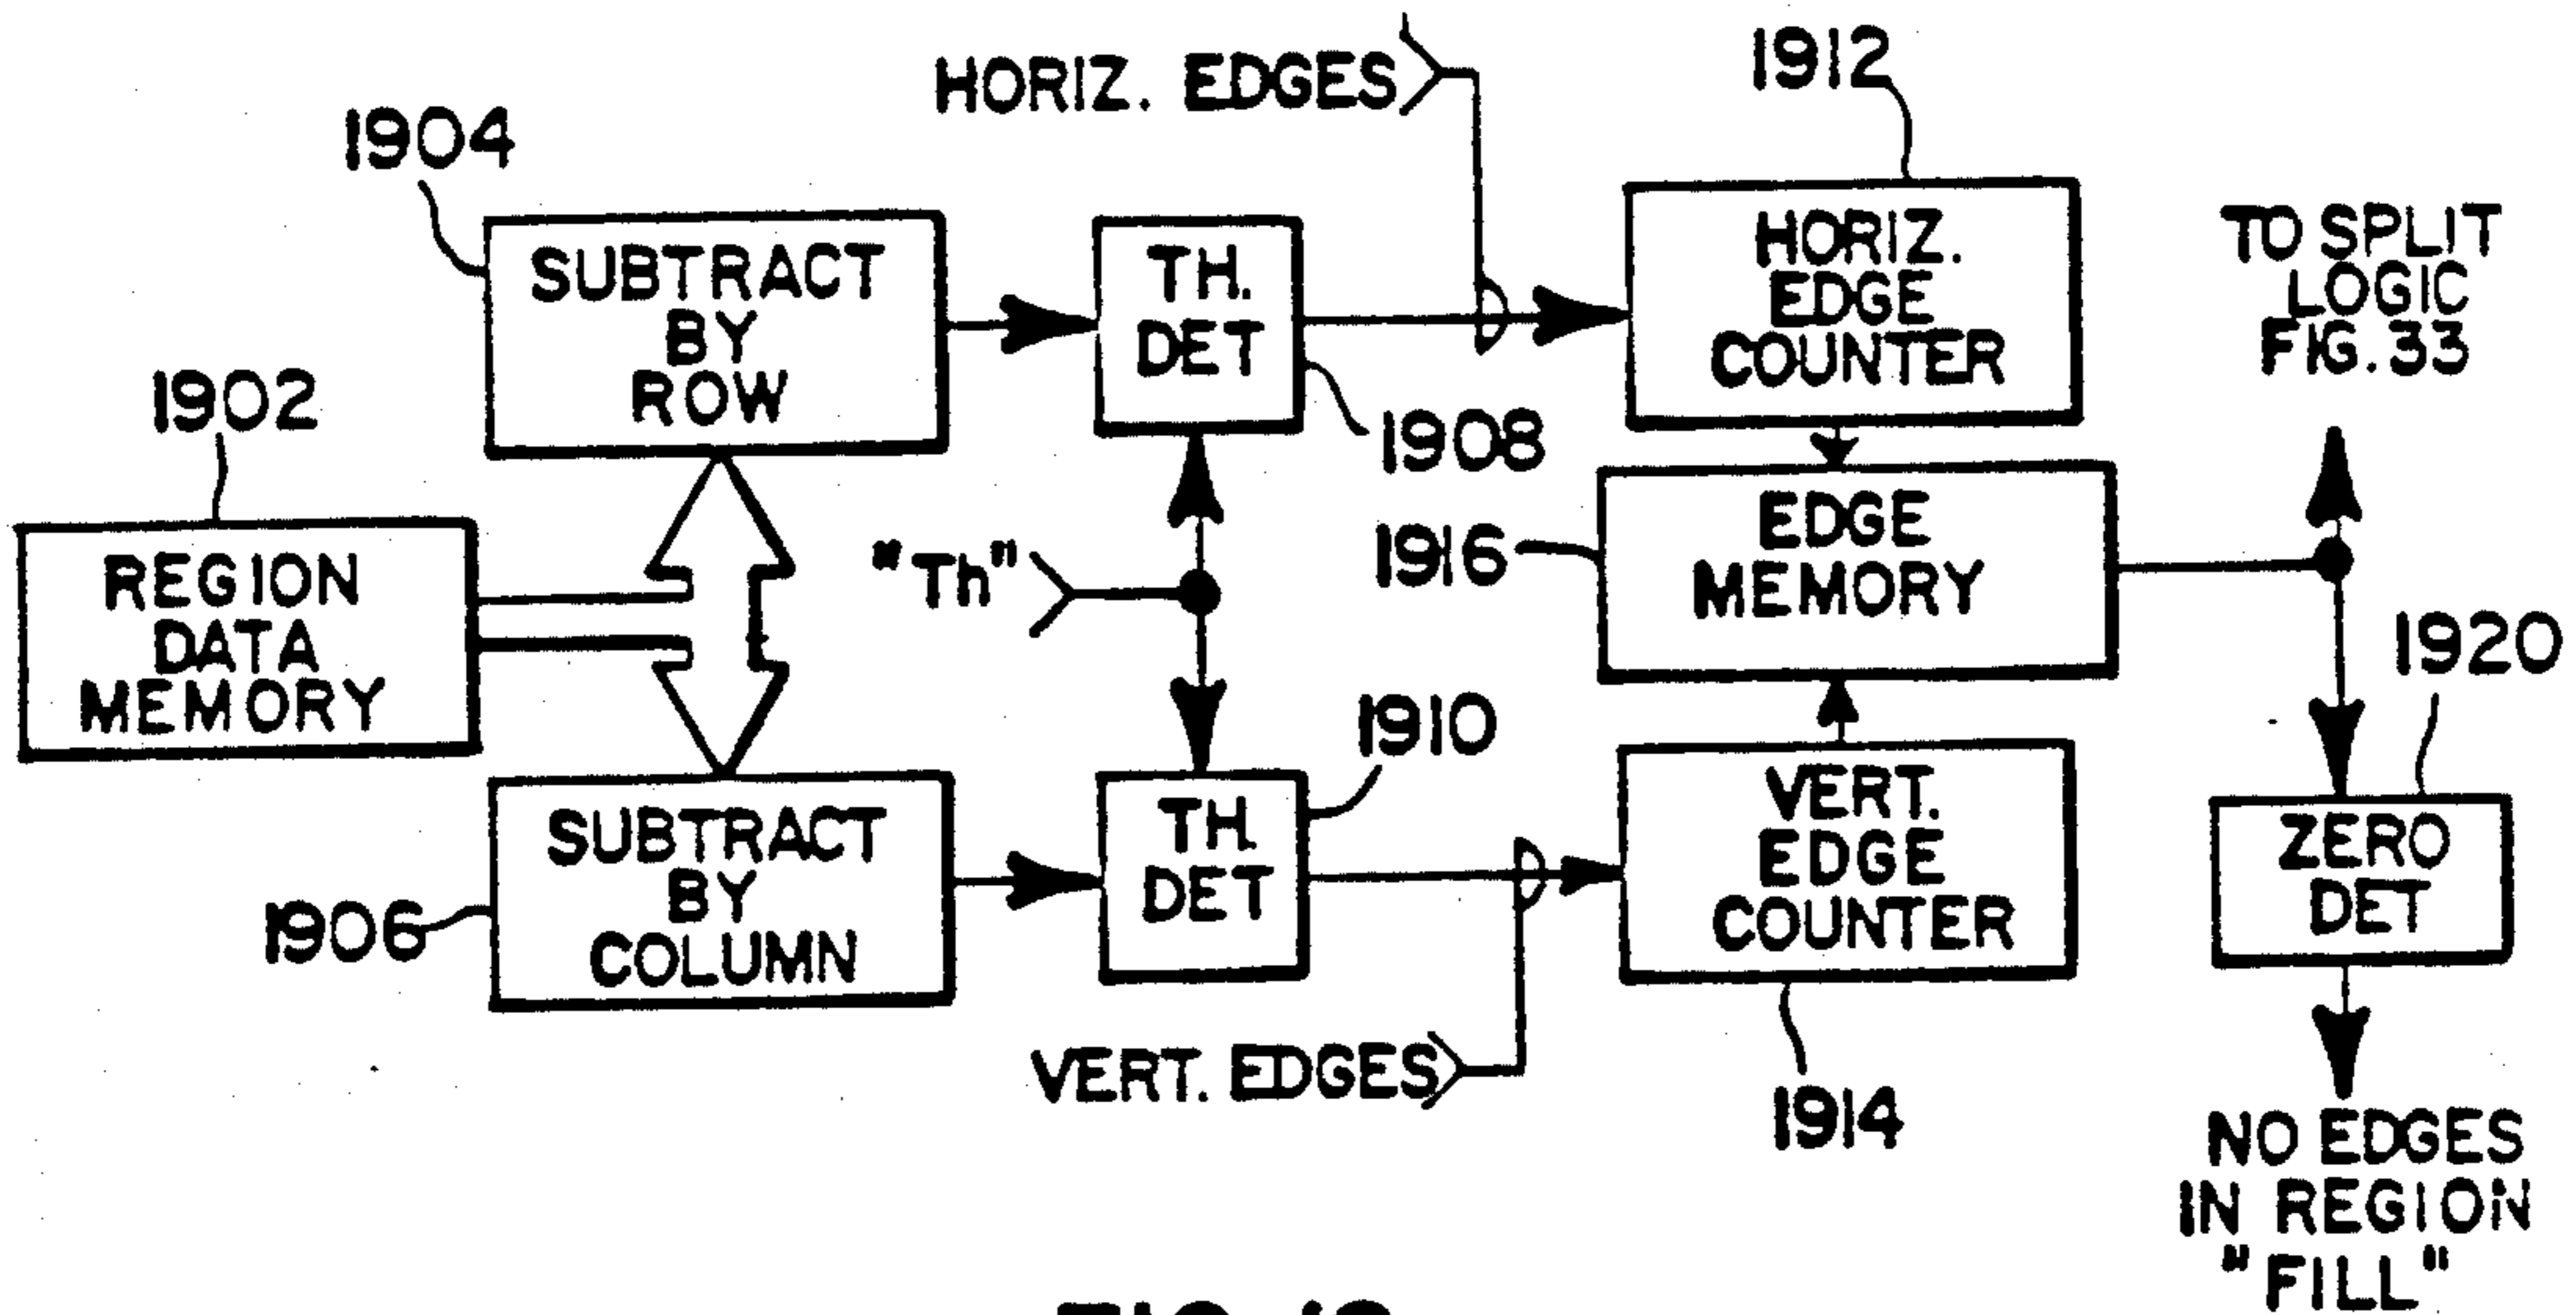 HORIZ. EDGES
1912
1904
SUBTRACT
BY
ROW
TH.
DET
HORIZ.
EDGE
COUNTER
TO SPLIT
LOGIC
FIG. 33
1902
1908
REGION
DATA
MEMORY
"Th"
1916
EDGE
MEMORY
1920
1910
SUBTRACT
BY
COLUMN
1906
TH.
DET
VERT.
EDGE
COUNTER
ZERO
DET
VERT. EDGES
1914
NO EDGES
IN REGION
"FILL"